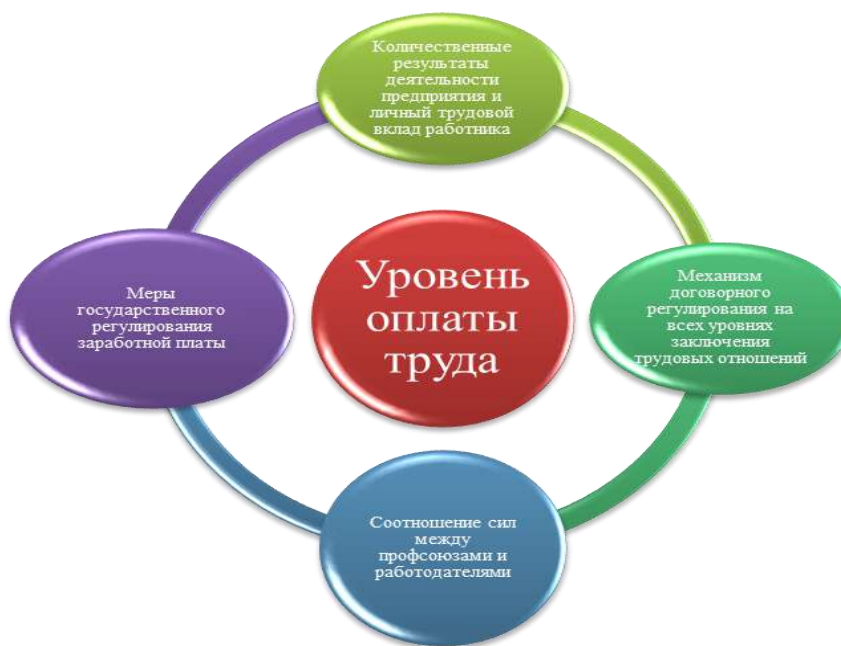 Количественные
результаты
деятельности
предприятия и
личный трудовой
вклад работника
Меры
государственного
регулирования
заработной платы
Уровень
оплаты
труда
Механизм
договорного
регулирования на
всех уровнях
заключения
трудовых отношений
Соотношение сил
между
профсоюзами и
работодателями